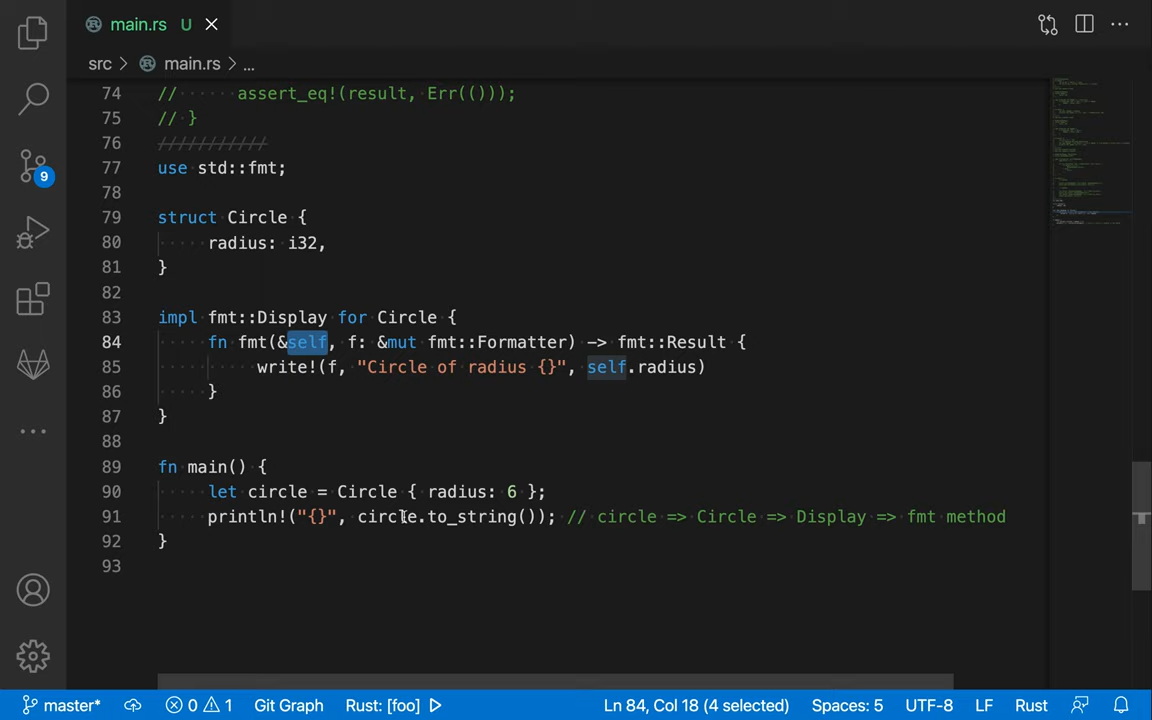 main.rs U
src > main.rs > ...
74 // assert_eq!(result, Err(()));
75 // }
76 ///////////
77 use std::fmt;
78
79 struct Circle {
80 radius: i32,
81 }
82
83 impl fmt::Display for Circle {
84 fn fmt(&self, f: &mut fmt::Formatter) -> fmt::Result {
85 write!(f, "Circle of radius {}", self.radius)
86 }
87 }
88
89 fn main() {
90 let circle = Circle { radius: 6 };
91 println!("{}", circle.to_string()); // circle => Circle => Display => fmt method
92 }
93
9
master* 0 1 Git Graph Rust: [foo] Ln 84, Col 18 (4 selected) Spaces: 5 UTF-8 LF Rust